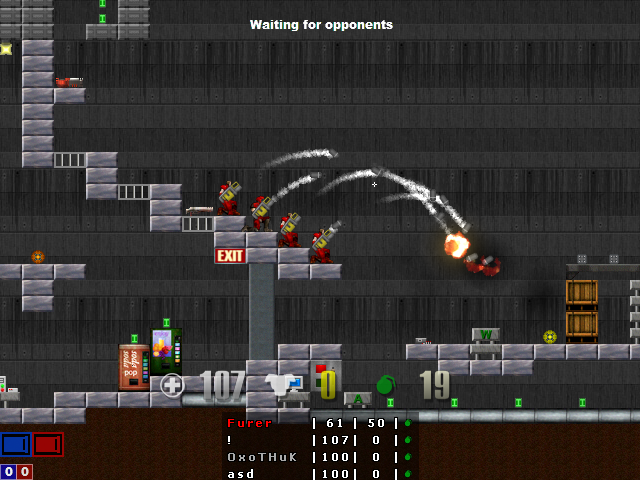 Waiting for opponents
EXIT
W
pop
107
0
19
A
Furer | 61 | 50 |
! |107| 0 |
OxoTHuK |100| 0 |
asd |100| 0 |
0 0